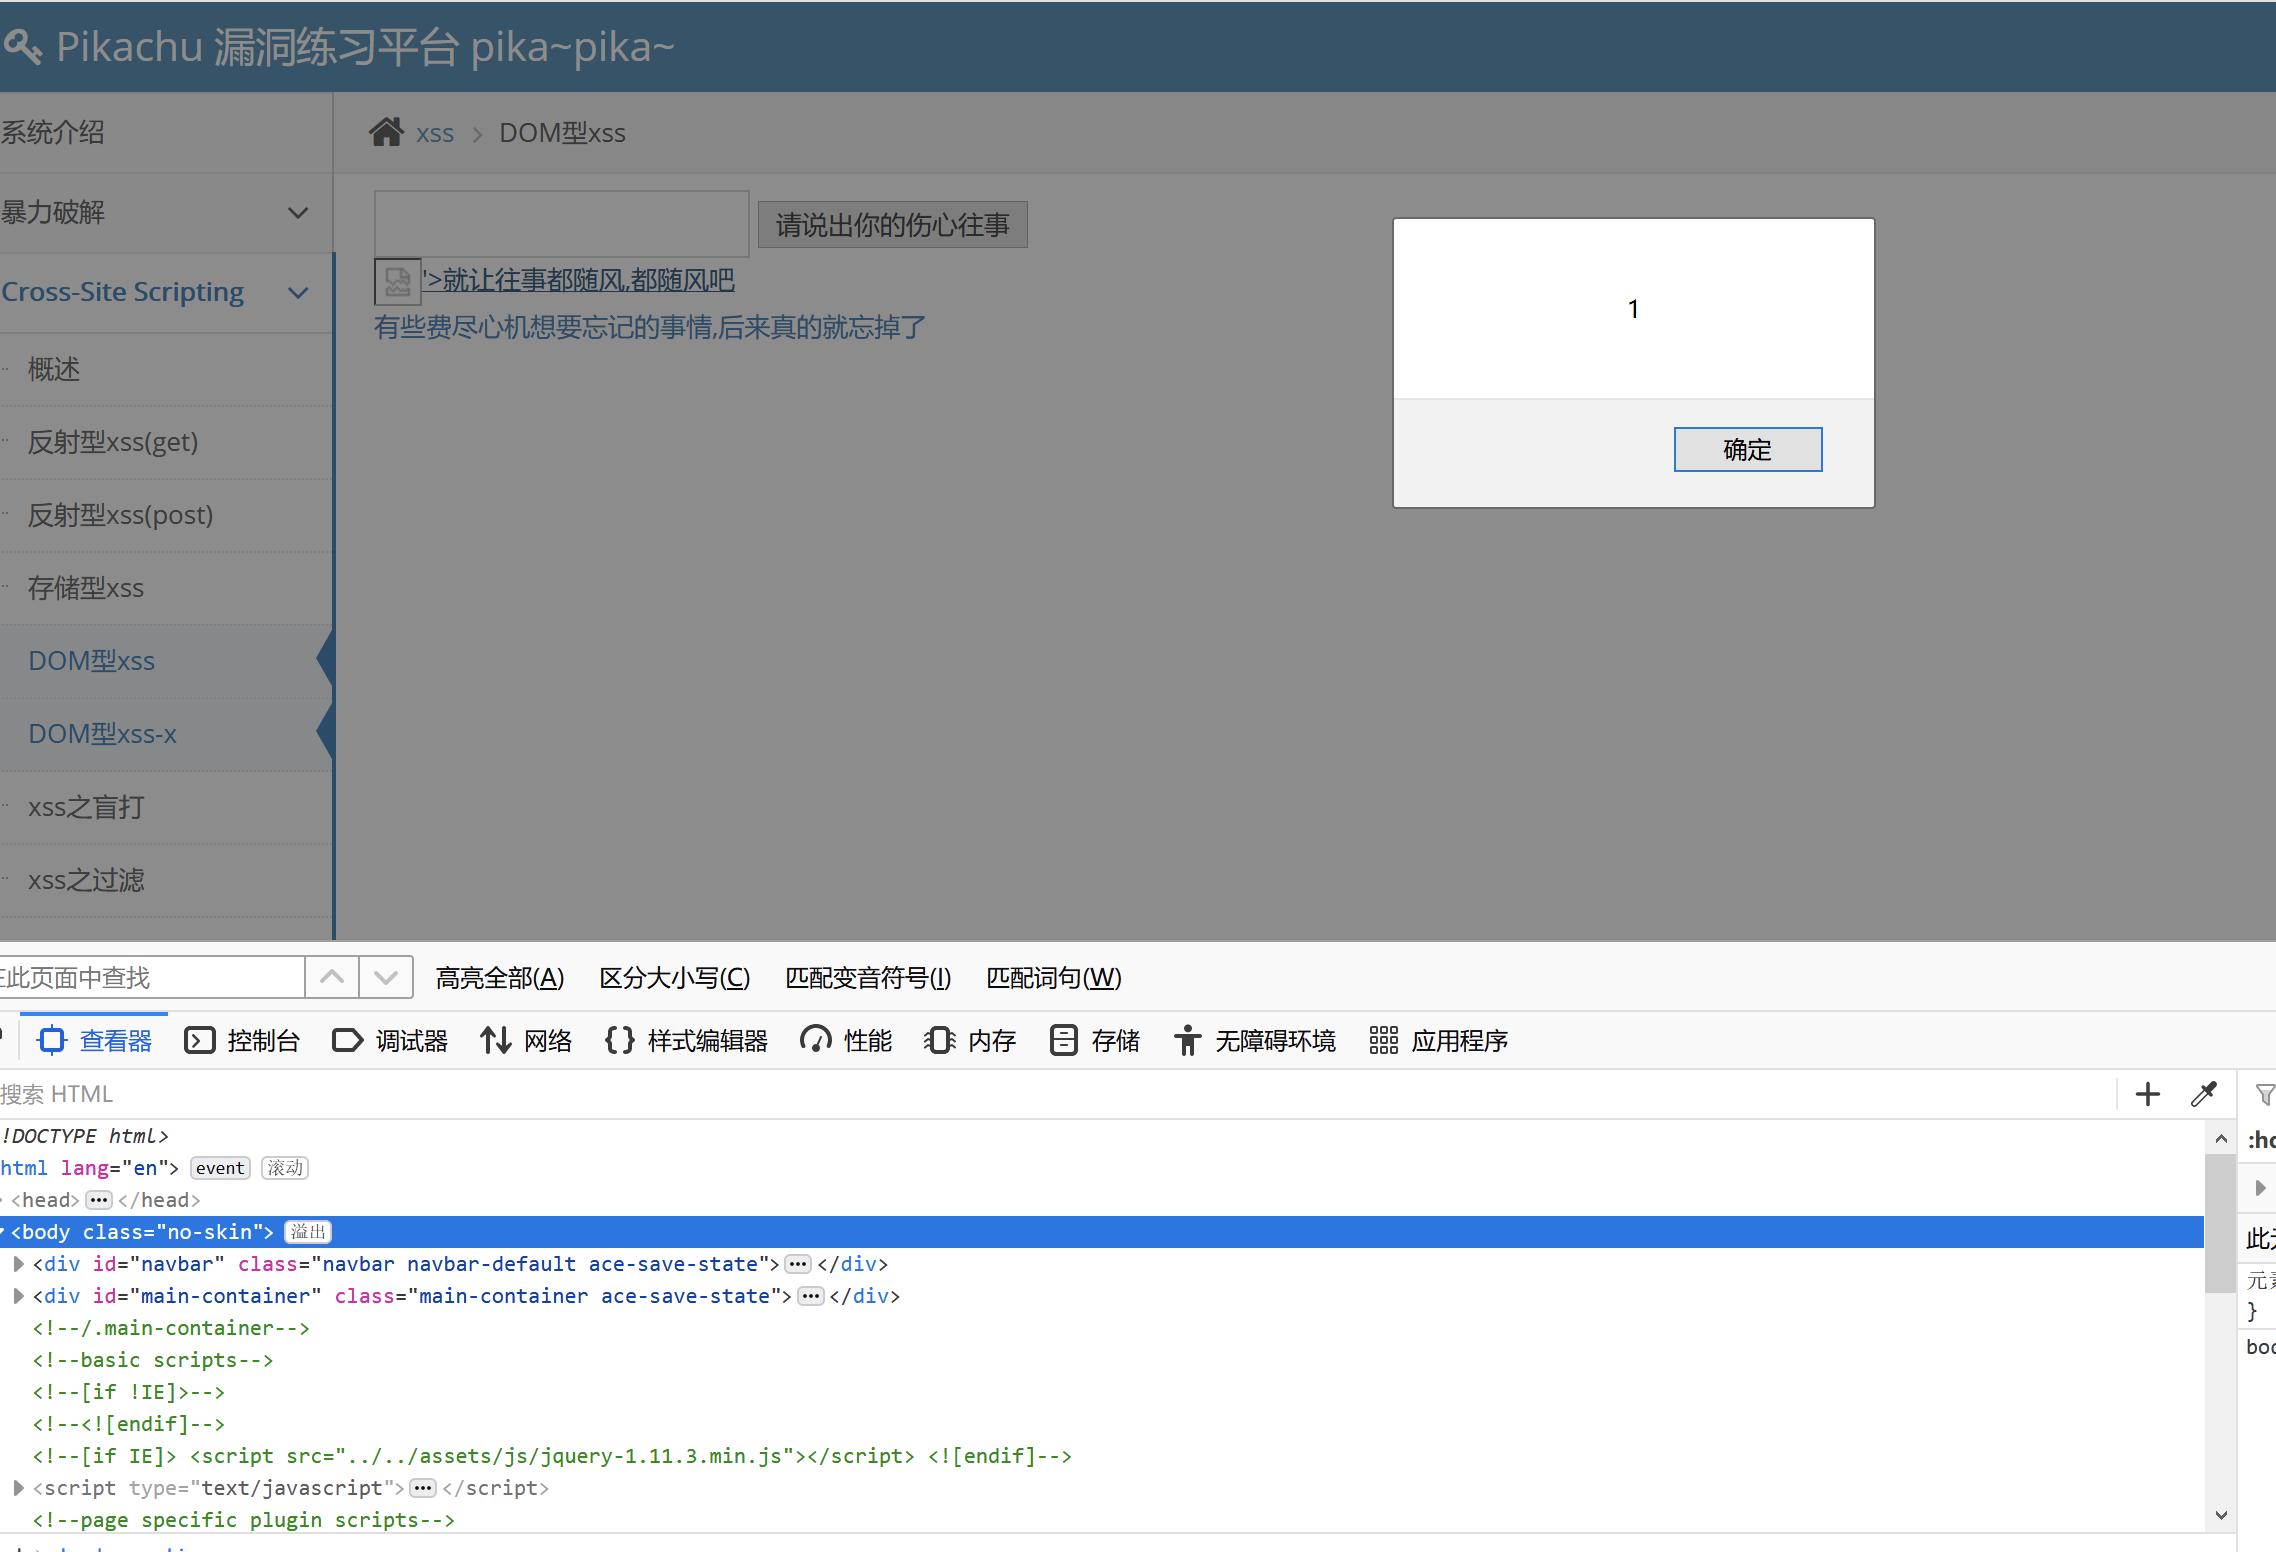 Pikachu 漏洞练习平台 pika~pika~
系统介绍
暴力破解
Cross-Site Scripting
概述
反射型xss(get)
反射型xss(post)
存储型xss
DOM型xss
DOM型xss-x
xss之盲打
xss之过滤
xss > DOM型xss
请说出你的伤心往事
'>就让往事都随风,都随风吧
有些费尽心机想要忘记的事情,后来真的就忘掉了
1
确定
此页面中查找 高亮全部(A) 区分大小写(C) 匹配变音符号(I) 匹配词句(W)
查看器 控制台 调试器 网络 {} 样式编辑器 性能 内存 存储 无障碍环境 应用程序
搜索 HTML
!DOCTYPE html>
html lang="en"> event 滚动
<head> ••• </head>
<body class="no-skin"> 溢出
<div id="navbar" class="navbar navbar-default ace-save-state"> ••• </div>
<div id="main-container" class="main-container ace-save-state"> ••• </div>
<!--/.main-container-->
<!--basic scripts-->
<!--[if !IE]>-->
<!--<![endif]-->
<!--[if IE]> <script src="../../assets/js/jquery-1.11.3.min.js"></script> <![endif]-->
<script type="text/javascript"> ••• </script>
<!--page specific plugin scripts-->
:ho
此
元
}
bod